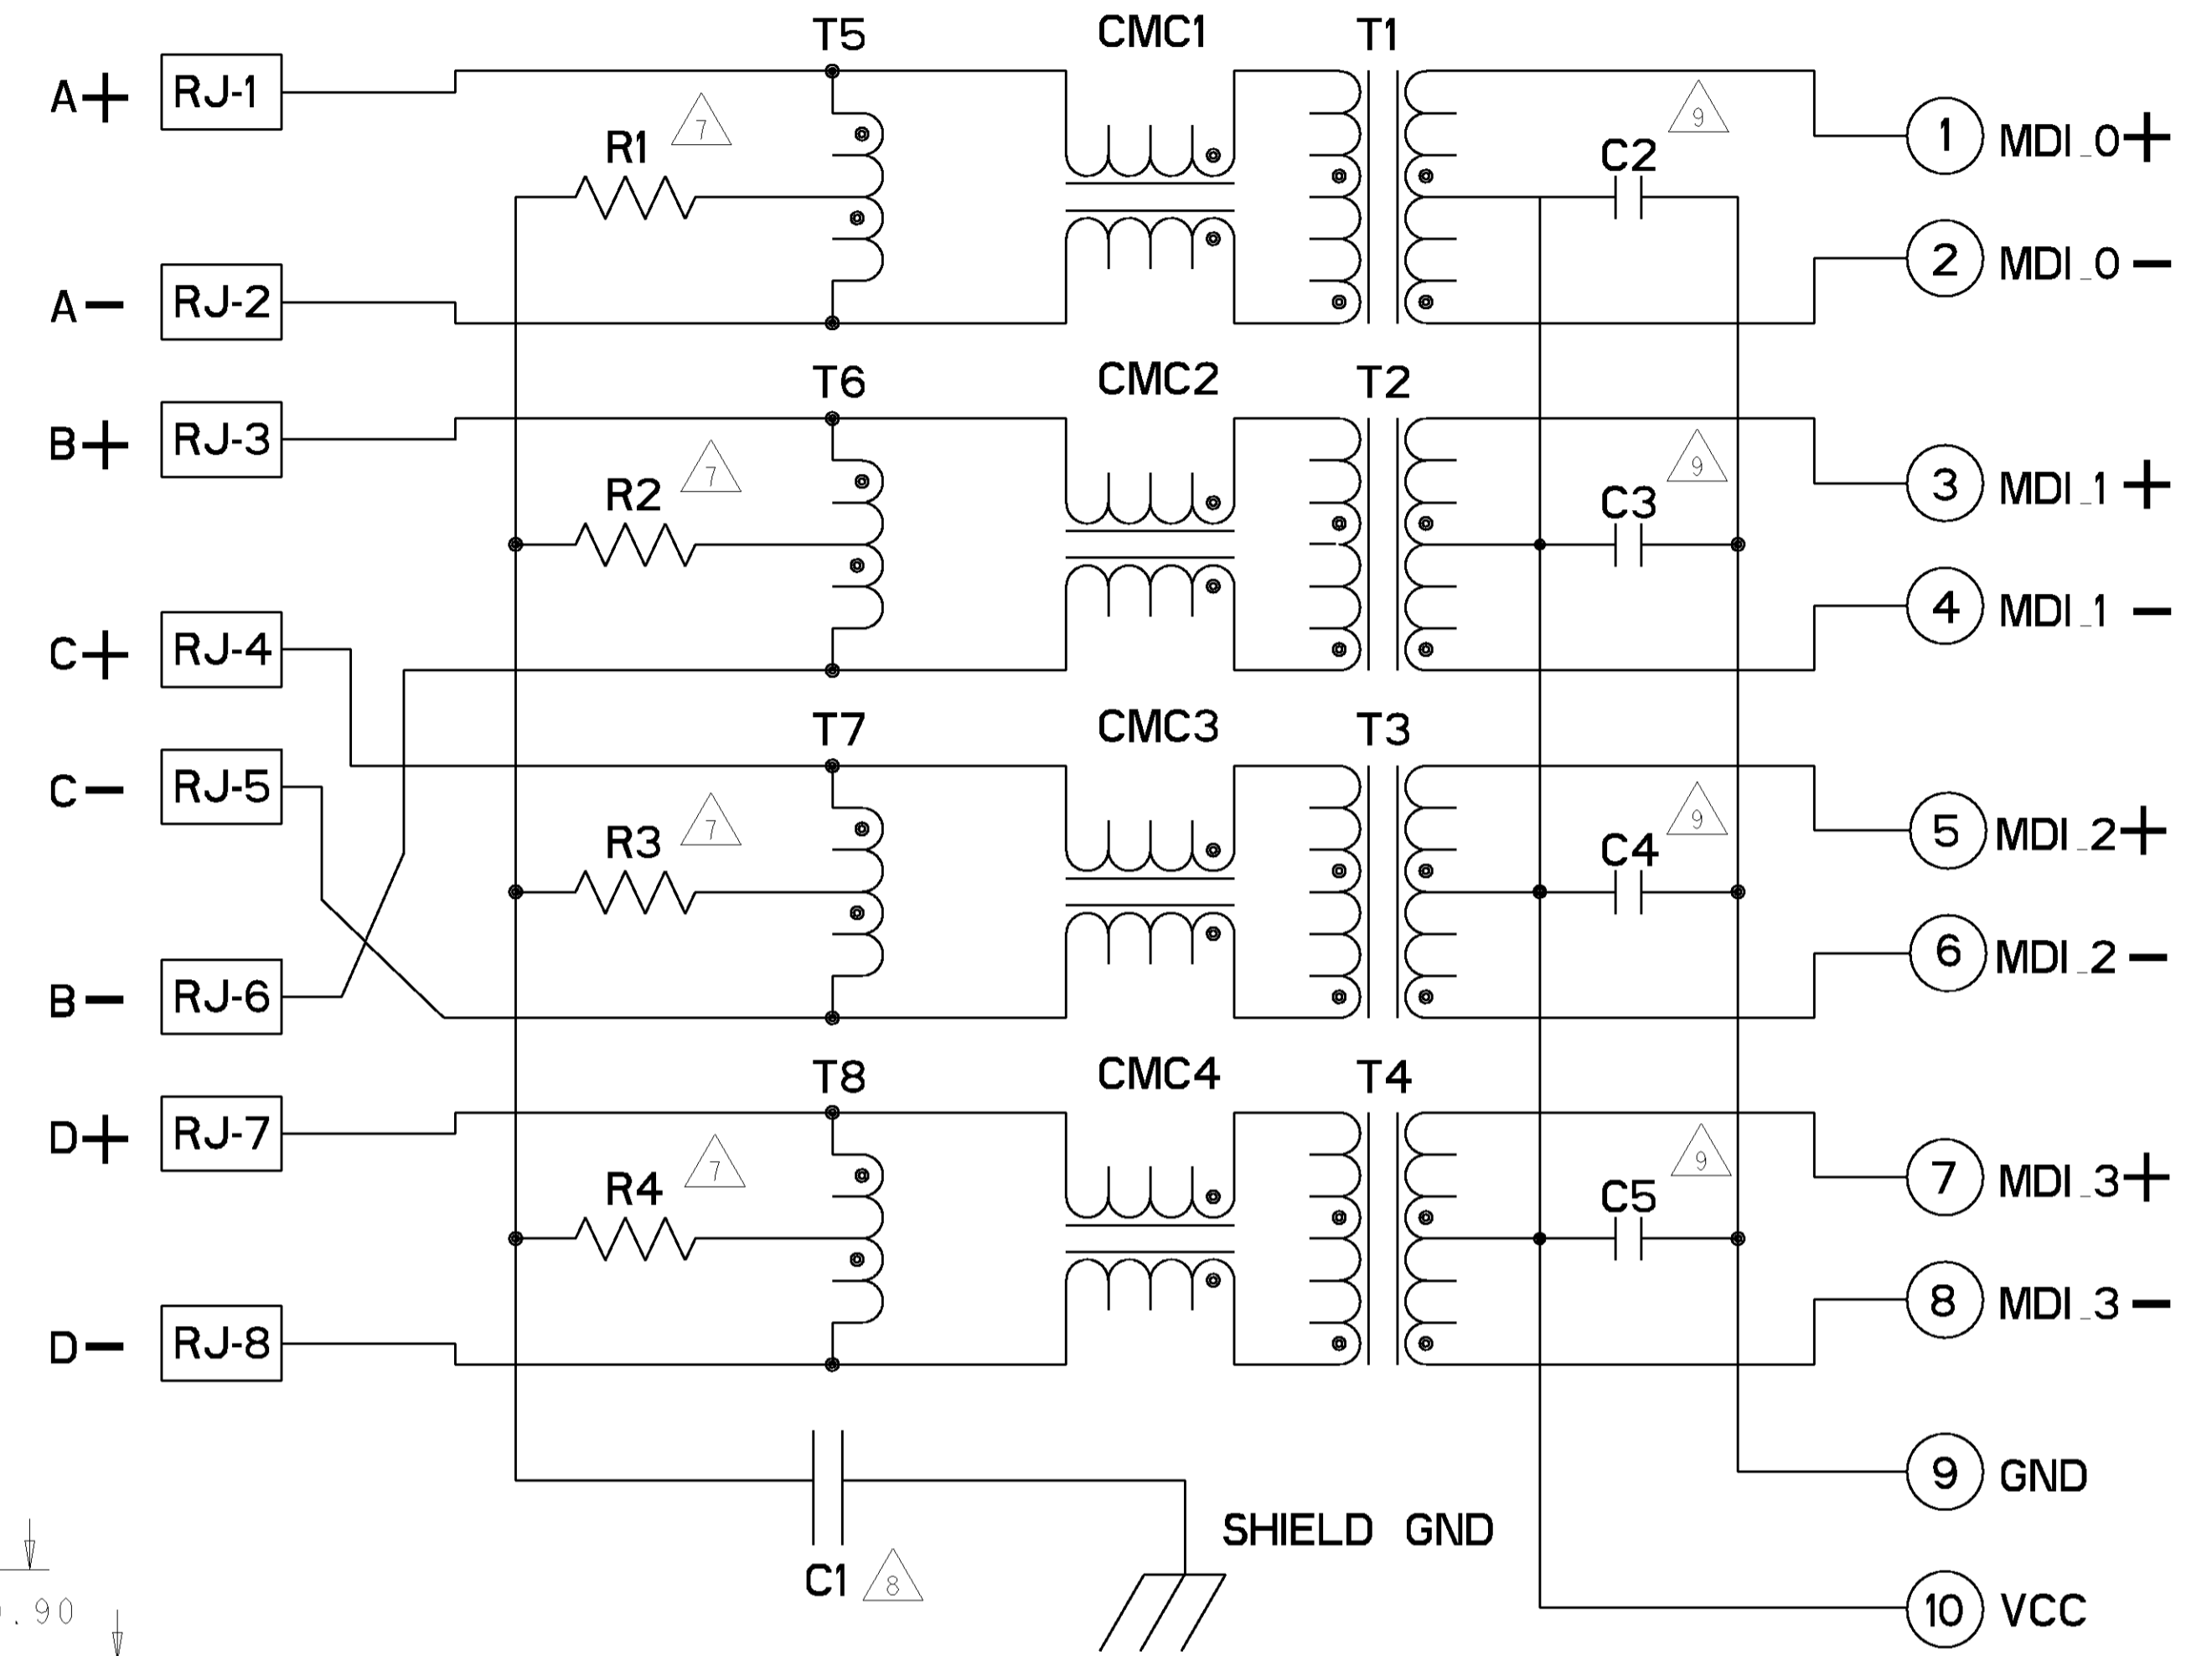 T5 CMC1 T1
A+ RJ-1 R1 7 C2 9 1 MDI_0+
A- RJ-2 2 MDI_0-
T6 CMC2 T2
B+ RJ-3 R2 7 C3 9 3 MDI_1+
C+ RJ-4 4 MDI_1-
T7 CMC3 T3
C- RJ-5 R3 7 C4 9 5 MDI_2+
B- RJ-6 6 MDI_2-
T8 CMC4 T4
D+ RJ-7 R4 7 C5 9 7 MDI_3+
D- RJ-8 8 MDI_3-
9 GND
SHIELD GND
C1 8
.90
10 VCC